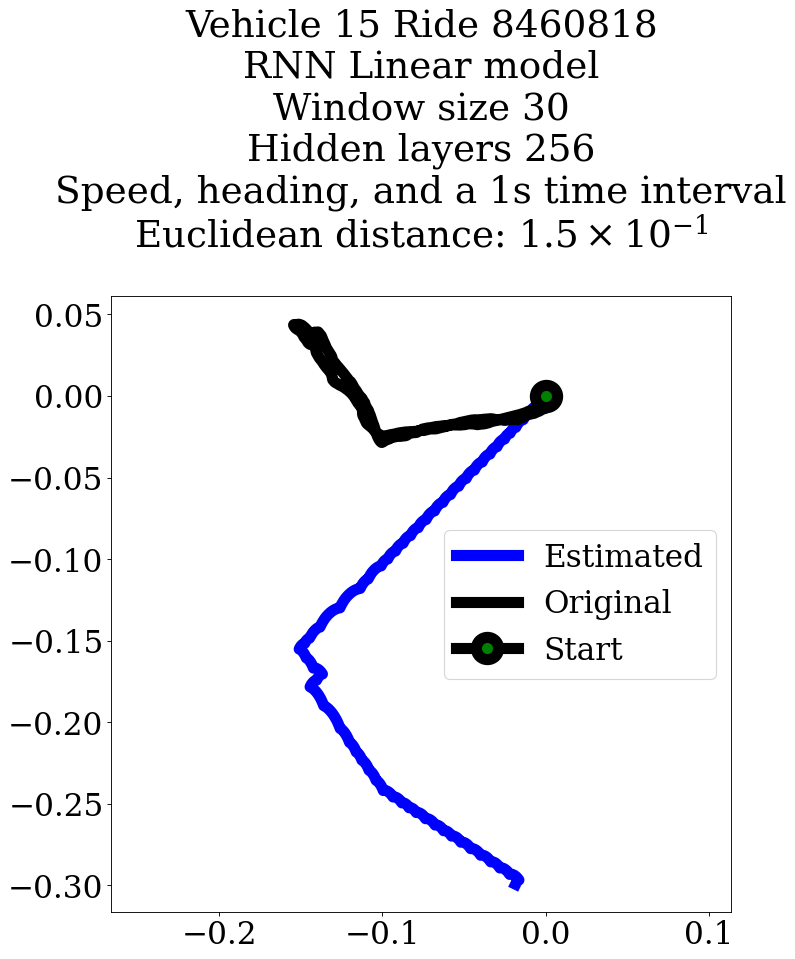 Vehicle 15 Ride 8460818
RNN Linear model
Window size 30
Hidden layers 256
Speed, heading, and a 1s time interval
Euclidean distance: 1.5 × 10⁻¹
0.05
0.00
−0.05
−0.10
−0.15
−0.20
−0.25
−0.30
Estimated
Original
Start
−0.2 −0.1 0.0 0.1